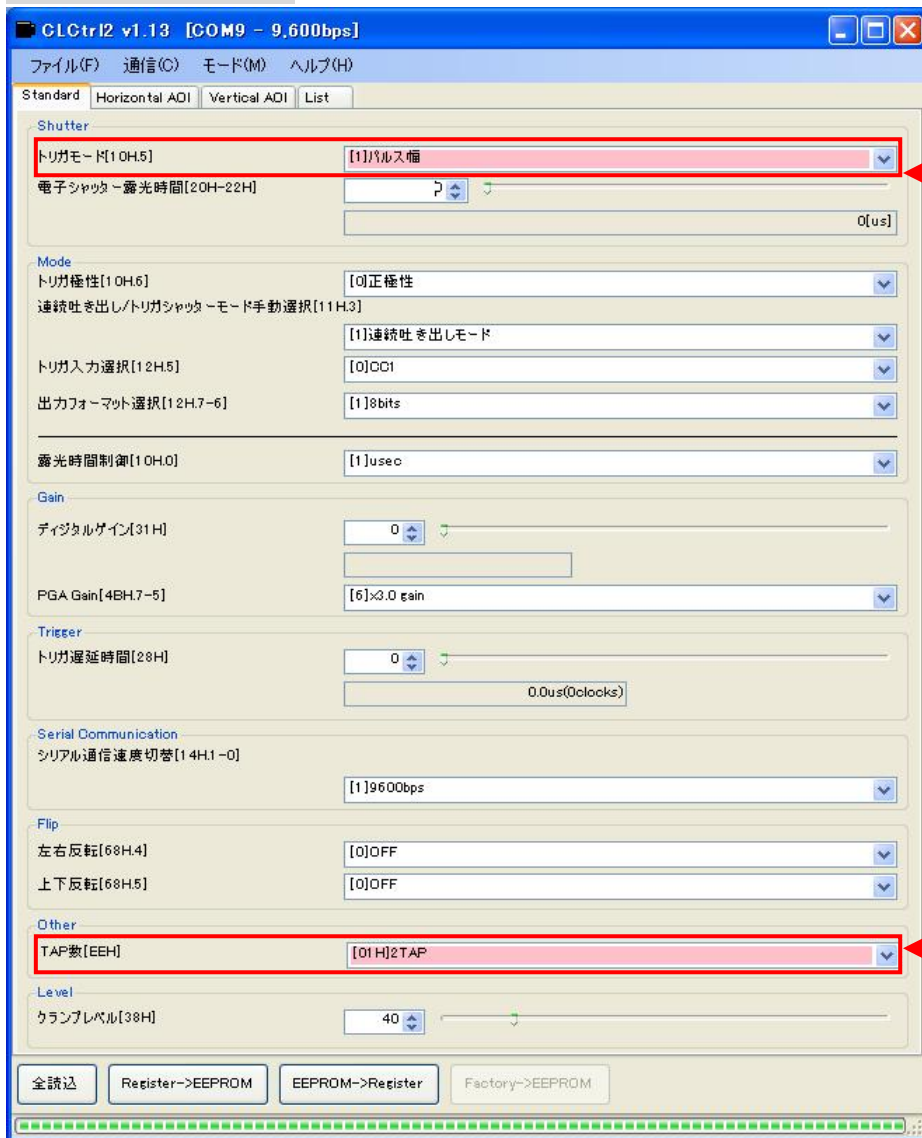 CLCtrl2 v1.13 [COM9 - 9,600bps]
ファイル(F) 通信(C) モード(M) ヘルプ(H)
Standard Horizontal AOI Vertical AOI List
Shutter
トリガモード[10H.5] [1]パルス幅
電子シャッター露光時間[20H-22H]
0[us]
Mode
トリガ極性[10H.6] [0]正極性
連続吐き出し/トリガシャッターモード手動選択[11H.3]
[1]連続吐き出しモード
トリガ入力選択[12H.5] [0]CC1
出力フォーマット選択[12H.7-6] [1]8bits
露光時間制御[10H.0] [1]usec
Gain
ディジタルゲイン[31H] 0
PGA Gain[4BH.7-5] [6]x3.0 gain
Trigger
トリガ遅延時間[28H] 0
0.0us(0clocks)
Serial Communication
シリアル通信速度切替[14H.1-0]
[1]9600bps
Flip
左右反転[68H.4] [0]OFF
上下反転[68H.5] [0]OFF
Other
TAP数[EEH] [01H]2TAP
Level
クランプレベル[38H] 40
全読込 Register->EEPROM EEPROM->Register Factory->EEPROM